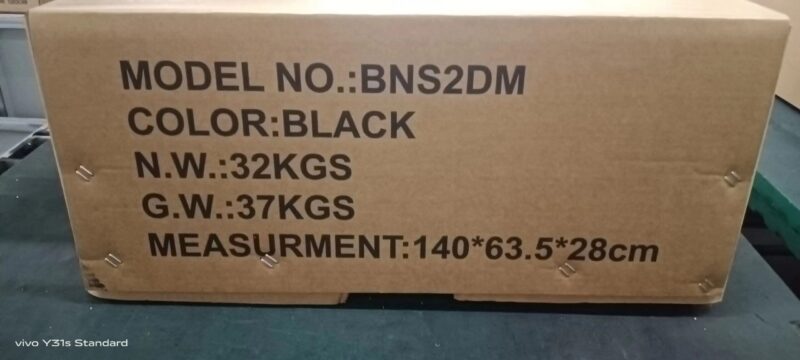 MODEL NO.:BNS2DM
COLOR:BLACK
N.W.:32KGS
G.W.:37KGS
MEASURMENT:140*63.5*28cm
vivo Y31s Standard